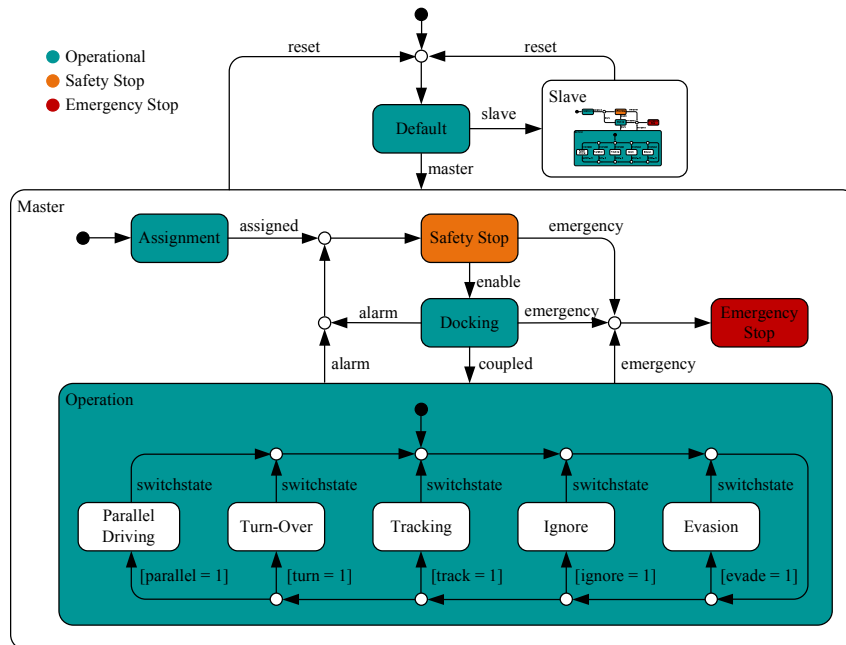 reset
reset
Operational
Safety Stop
Emergency Stop
Slave
Default
slave
master
Master
Assignment
assigned
Safety Stop
emergency
enable
alarm
Docking
emergency
Emergency
Stop
alarm
coupled
emergency
Operation
switchstate
switchstate
switchstate
switchstate
switchstate
Parallel
Driving
Turn-Over
Tracking
Ignore
Evasion
[parallel = 1]
[turn = 1]
[track = 1]
[ignore = 1]
[evade = 1]